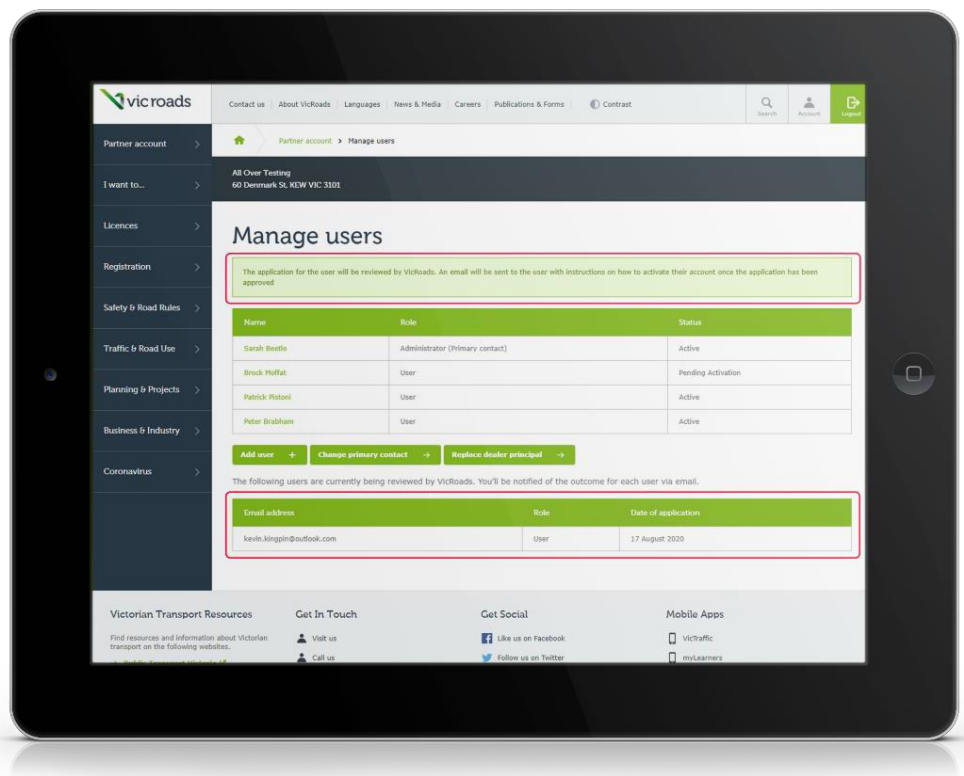 vic roads
Contact us About VicRoads Languages News & Media Careers Publications & Forms Contrast
Search Account Logout
Partner account
I want to...
Licences
Registration
Safety & Road Rules
Traffic & Road Use
Planning & Projects
Business & Industry
Coronavirus
Partner account > Manage users
All Over Testing
60 Denmark St, KEW VIC 3101
Manage users
The application for the user will be reviewed by VicRoads. An email will be sent to the user with instructions on how to activate their account once the application has been
approved
Name Role Status
Sarah Beetle Administrator (Primary contact) Active
Brock Moffat User Pending Activation
Patrick Pistoni User Active
Peter Brabham User Active
Add user + Change primary contact → Replace dealer principal →
The following users are currently being reviewed by VicRoads. You'll be notified of the outcome for each user via email.
Email address Role Date of application
kevin.kingpin@outlook.com User 17 August 2020
Victorian Transport Resources
Find resources and information about Victorian
transport on the following websites.
Get In Touch
Visit us
Call us
Get Social
Like us on Facebook
Follow us on Twitter
Mobile Apps
VicTraffic
myLearners